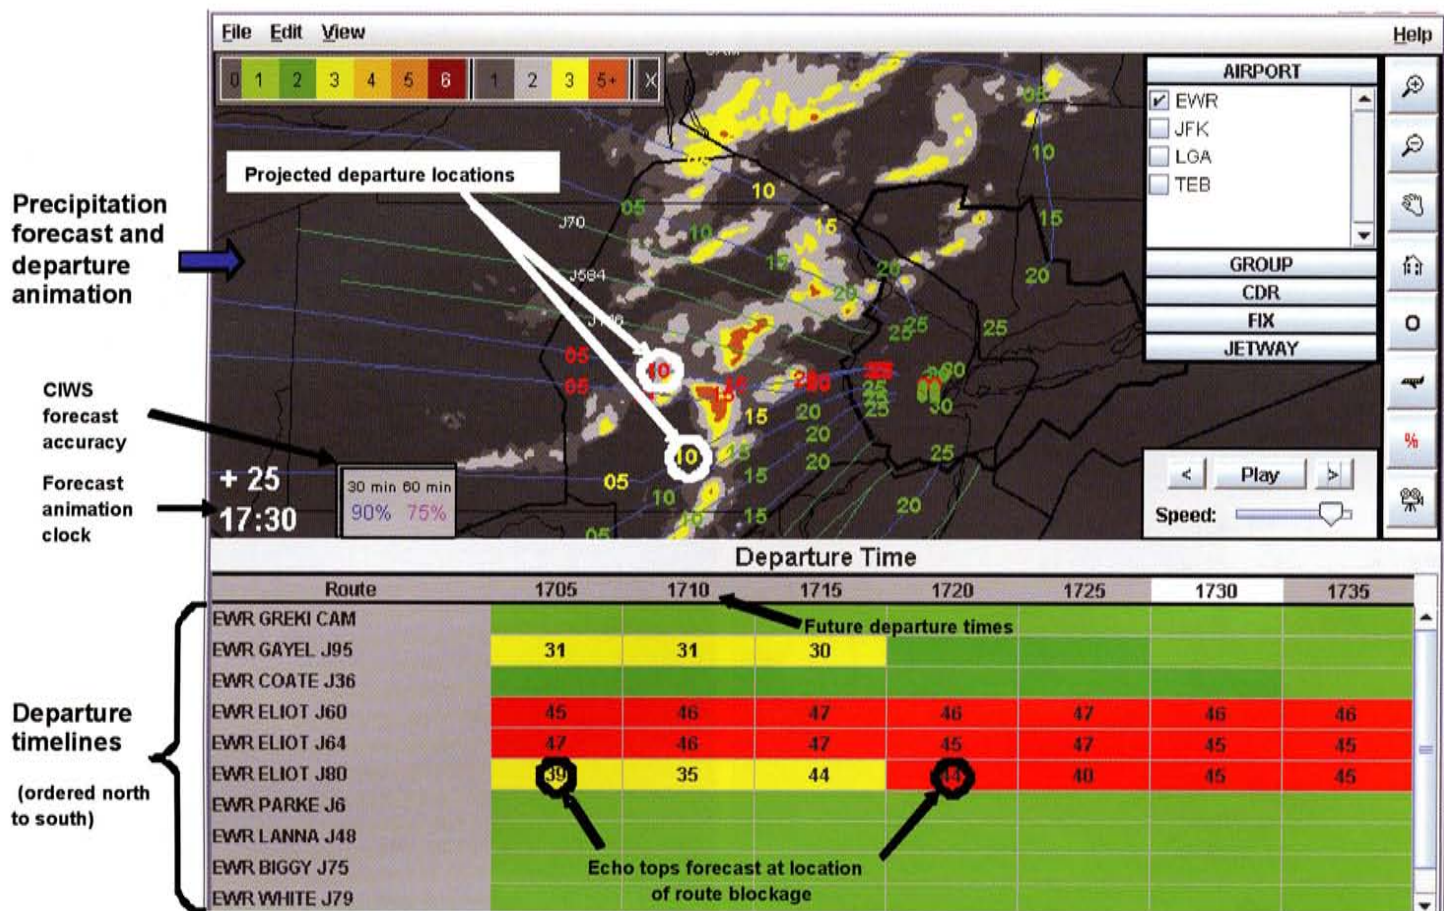 File Edit View Help
0 1 2 3 4 5 6 1 2 3 5+ X
AIRPORT
EWR
JFK
LGA
TEB
GROUP
CDR
FIX
JETWAY
< Play >
Speed:
%
Projected departure locations
Precipitation
forecast and
departure
animation
CIWS
forecast
accuracy
Forecast
animation
clock
+ 25
17:30
30 min 60 min
90% 75%
J70
J584
05
10
15
20
25
30
Departure Time
Route 1705 1710 1715 1720 1725 1730 1735
Future departure times
EWR GREKI CAM
EWR GAYEL J95 31 31 30
EWR COATE J36
EWR ELIOT J60 45 46 47 46 47 46 46
EWR ELIOT J64 47 46 47 45 47 45 45
EWR ELIOT J80 39 35 44 44 40 45 45
EWR PARKE J6
EWR LANNA J48
EWR BIGGY J75
EWR WHITE J79
Departure
timelines
(ordered north
to south)
Echo tops forecast at location
of route blockage